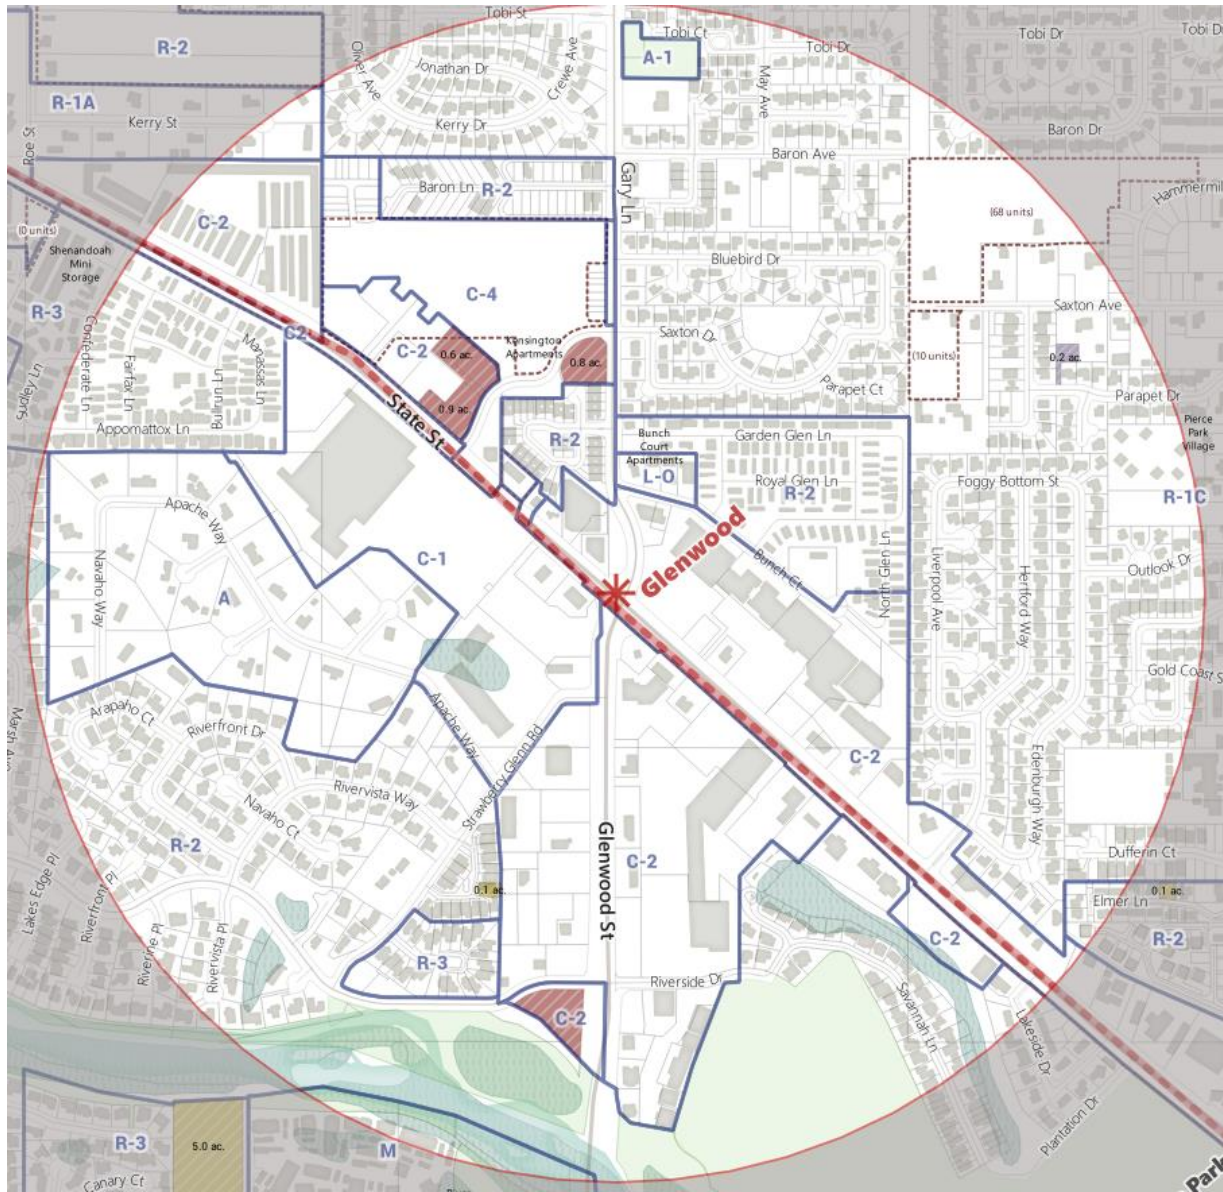 Tobi St
Tobi Ct
Tobi Dr
Tobi Dr
Tobi D
R-2
Oliver Ave
Jonathan Dr
Crewe Ave
A-1
May Ave
R-1A
Kerry St
Kerry Dr
Baron Dr
Roe St
Baron Ave
Baron Ln
R-2
Gary Ln
Hammermil
C-2
(68 units)
(0 units)
Shenandoah
Mini
Storage
Bluebird Dr
R-3
C-4
Saxton Ave
C2
Confederate Ln
Manassas Ln
C-2
Kensington
Apartments
Saxton Dr
0.6 ac.
0.8 ac.
(10 units)
0.2 ac.
Sudley Ln
Fairfax Ln
Bullrun Ln
Parapet Ct
Parapet Dr
0.9 ac.
State St
Pierce
Park
Village
Appomattox Ln
R-2
Bunch
Court
Apartments
Garden Glen Ln
L-O
Royal Glen Ln
R-2
Foggy Bottom St
R-1C
Apache Way
Glenwood
Navaho Way
C-1
Bunch Ct
North Glen Ln
Liverpool Ave
Hertford Way
Outlook Dr
A
Gold Coast S
Arapaho Ct
Riverfront Dr
Apache Way
Marsh Av
Strawberry Glenn Rd
C-2
Edenburgh Way
Rivervista Way
Navaho Ct
R-2
Glenwood St
C-2
Dufferin Ct
Lakes Edge Pl
Riverfront Pl
0.1 ac.
0.1 ac.
Elmer Ln
Riverine Pl
Rivervista Pl
C-2
R-2
R-3
Riverside Dr
C-2
Savannah Ln
Lakeside Dr
Plantation Dr
R-3
5.0 ac.
M
Canary Ct
Park